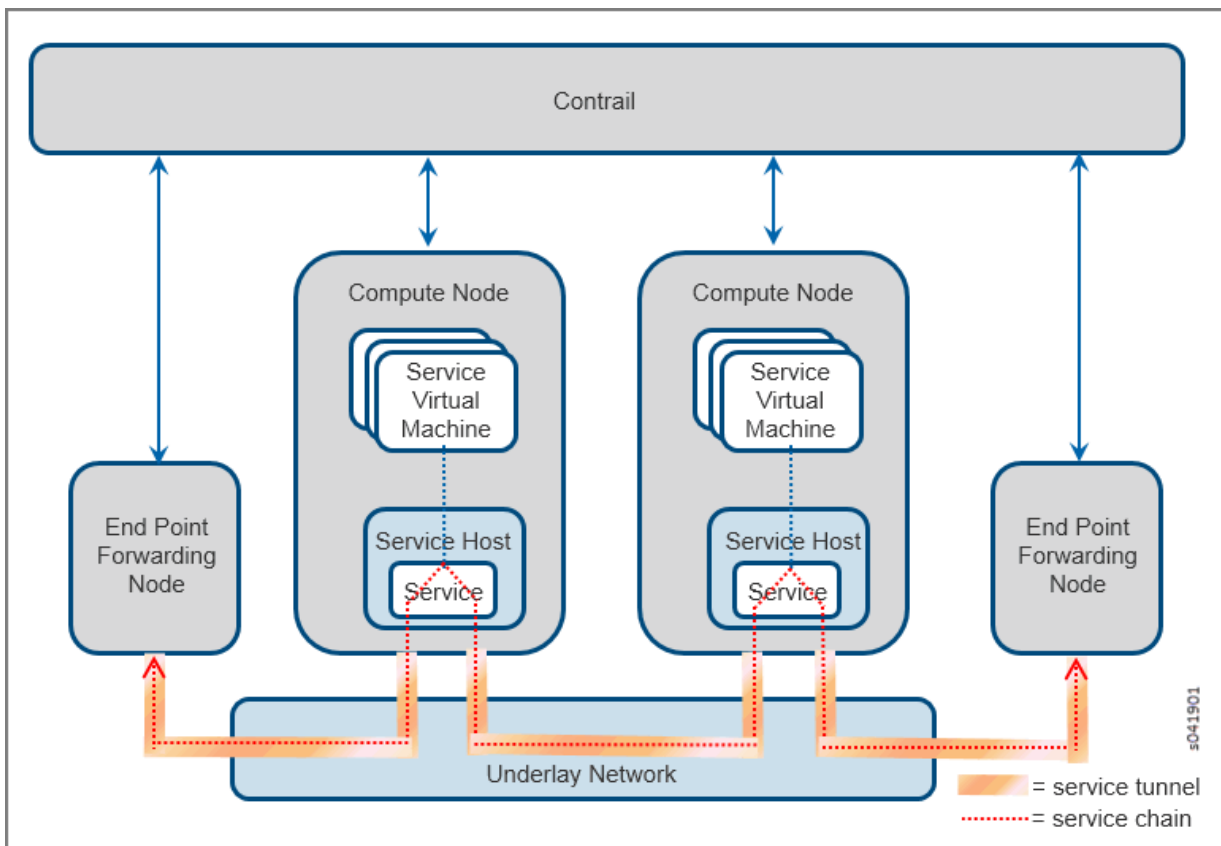 Contrail
Compute Node
Compute Node
Service
Virtual
Machine
Service
Virtual
Machine
End Point
Forwarding
Node
Service Host
Service
Service Host
Service
End Point
Forwarding
Node
Underlay Network
s041901
= service tunnel
= service chain